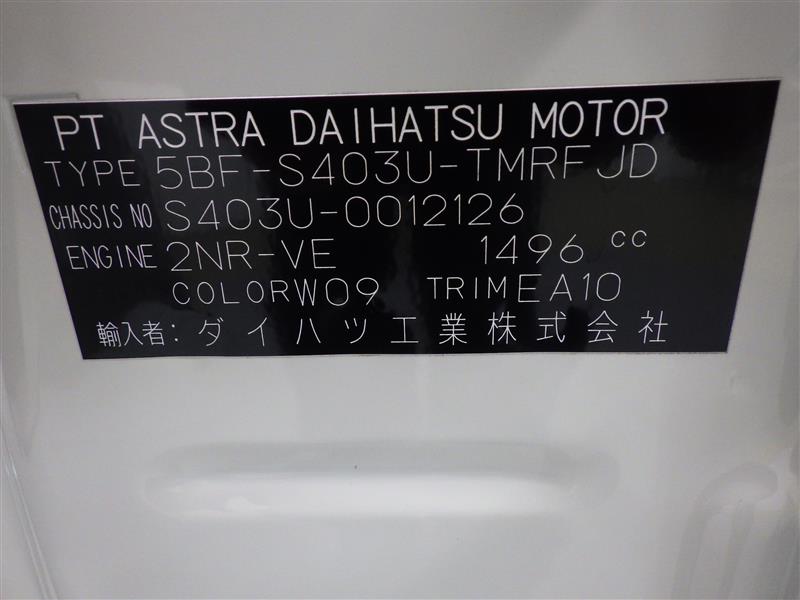 PT ASTRA DAIHATSU MOTOR
TYPE 5BF-S403U-TMRFJD
CHASSIS NO S403U-0012126
ENGINE 2NR-VE 1496 cc
COLOR W09 TRIM EA10
輸入者: ダイハツ工業株式会社